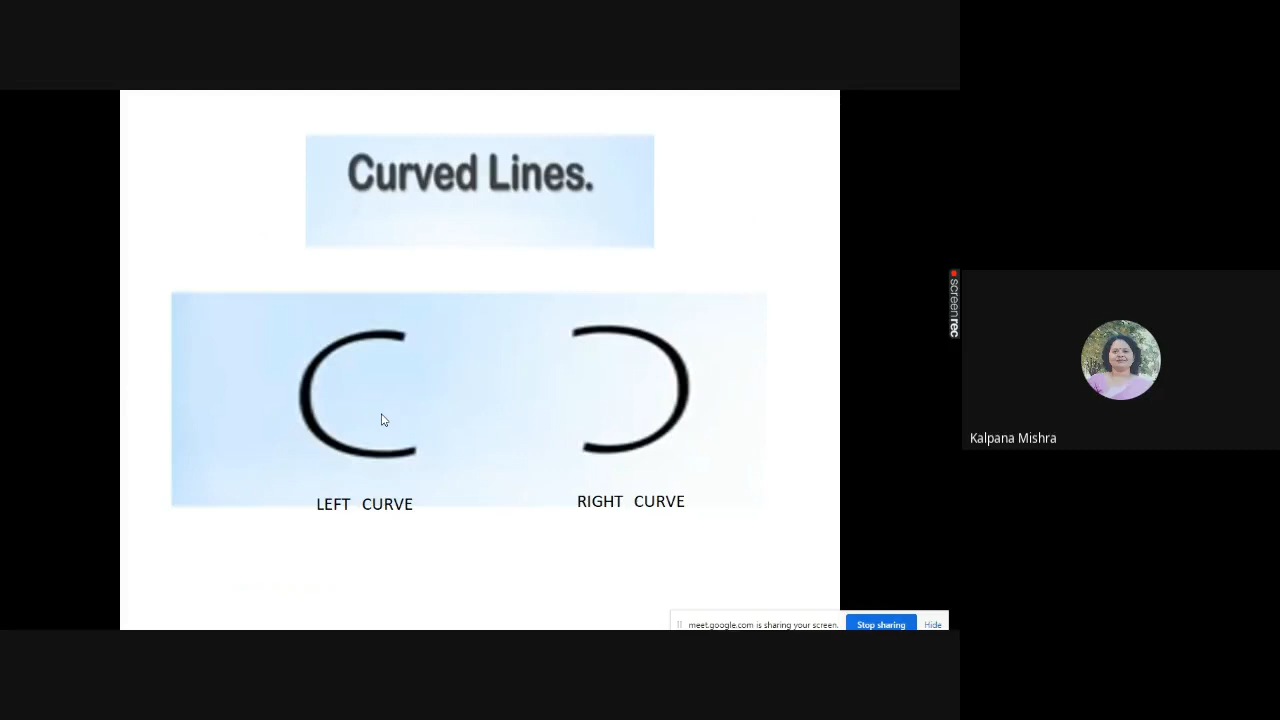 Curved Lines.
LEFT CURVE
RIGHT CURVE
meet.google.com is sharing your screen.
Stop sharing
Hide
screenrec
Kalpana Mishra